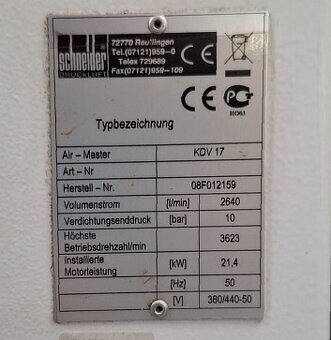 schneider
DRUCKLUFT
72770 Reutlingen
Tel.(07121)959-0
Telex 729689
Fax(07121)959-109
CE
CE PG
Typbezeichnung
Air - Master KDV 17
Art - Nr
Herstell - Nr. 08F012159
Volumenstrom [l/min] 2640
Verdichtungsenddruck [bar] 10
Höchste
Betriebsdrehzahl/min 3623
Installierte
Motorleistung [kW] 21,4
[Hz] 50
[V] 380/440-50